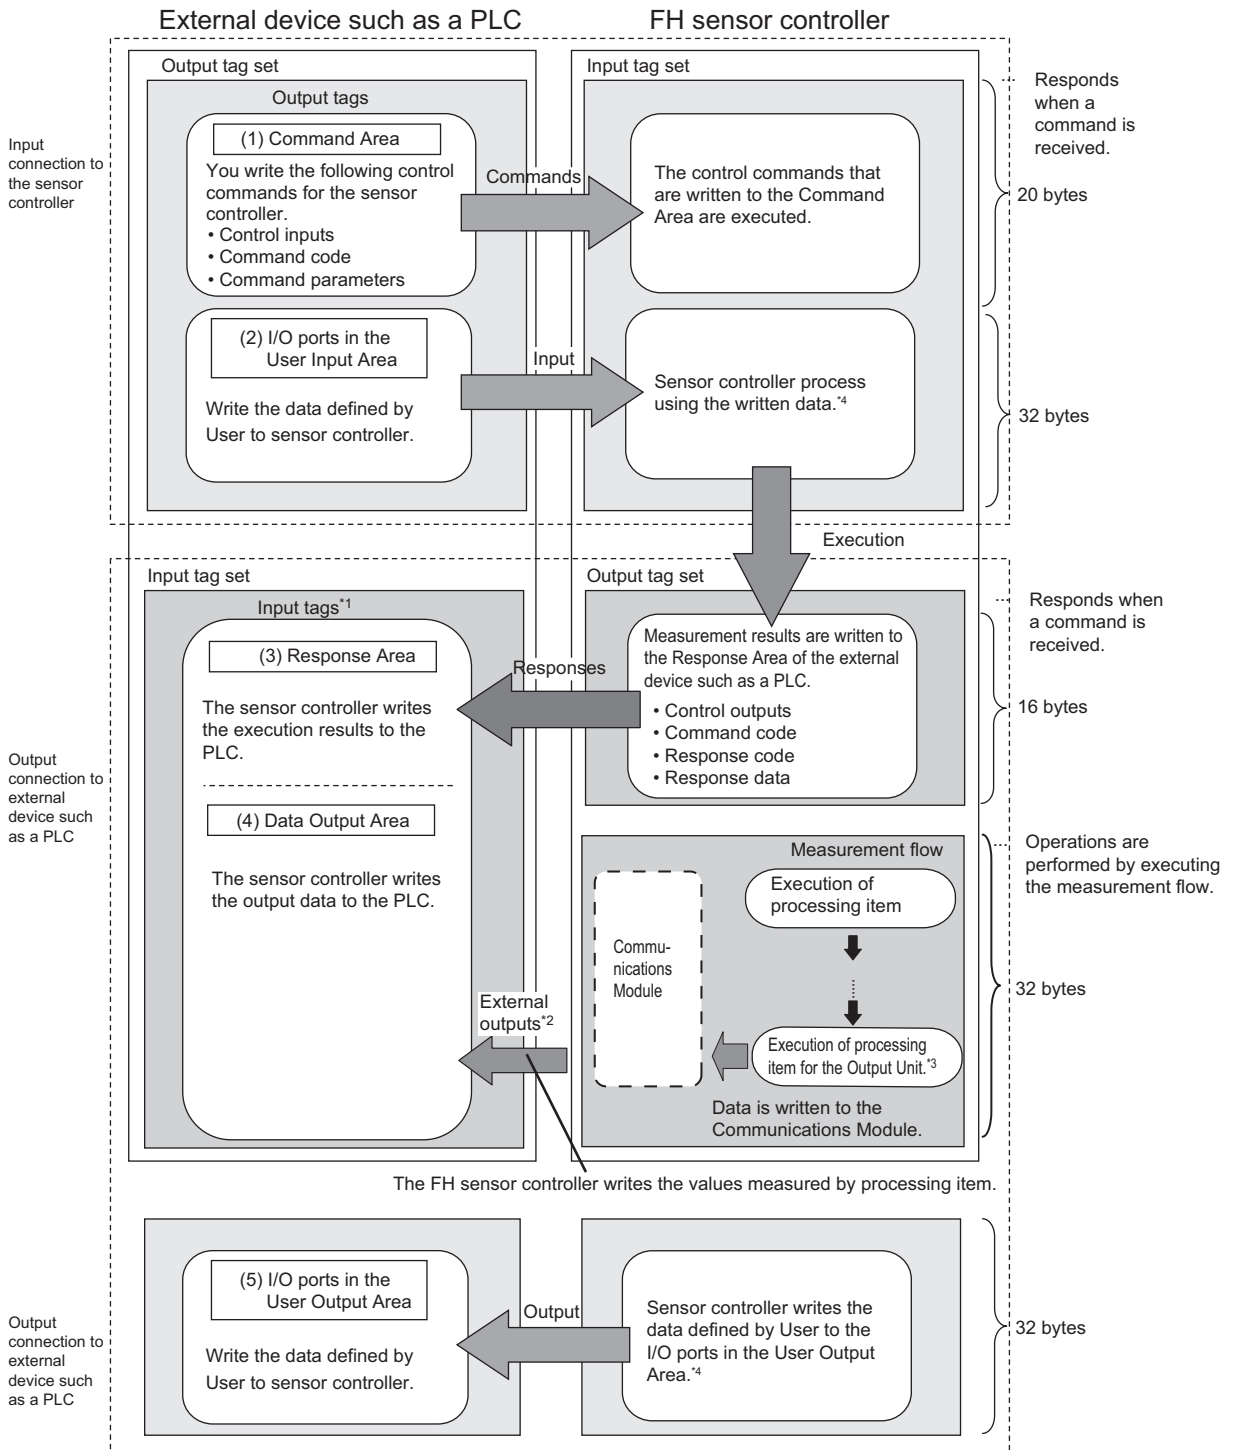 External device such as a PLC
FH sensor controller
Output tag set
Input tag set
Output tags
(1) Command Area
You write the following control
commands for the sensor
controller.
• Control inputs
• Command code
• Command parameters
Commands
The control commands that
are written to the Command
Area are executed.
Responds
when a
command is
received.
20 bytes
Input
connection to
the sensor
controller
(2) I/O ports in the
User Input Area
Write the data defined by
User to sensor controller.
Input
Sensor controller process
using the written data.*4
32 bytes
Execution
Input tag set
Output tag set
Input tags*1
(3) Response Area
The sensor controller writes
the execution results to the
PLC.
Responses
Measurement results are written to
the Response Area of the external
device such as a PLC.
• Control outputs
• Command code
• Response code
• Response data
Responds when
a command is
received.
16 bytes
Output
connection to
external
device such
as a PLC
(4) Data Output Area
The sensor controller writes
the output data to the PLC.
External
outputs*2
Measurement flow
Execution of
processing item
Commu-
nications
Module
Execution of processing
item for the Output Unit.*3
Data is written to the
Communications Module.
Operations are
performed by executing
the measurement flow.
32 bytes
The FH sensor controller writes the values measured by processing item.
(5) I/O ports in the
User Output Area
Write the data defined by
User to sensor controller.
Output
Sensor controller writes the
data defined by User to the
I/O ports in the User Output
Area.*4
32 bytes
Output
connection to
external
device such
as a PLC